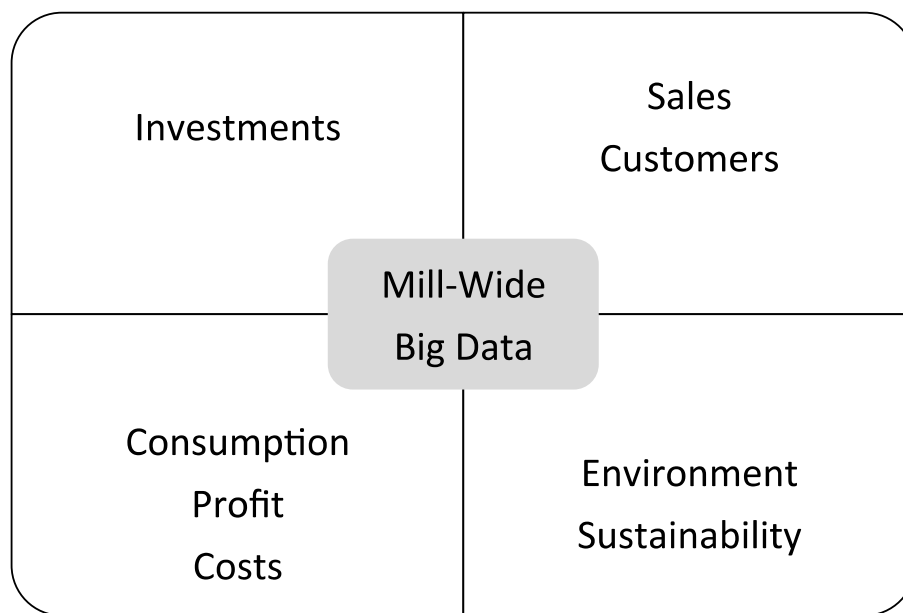 Investments
Sales
Customers
Mill-Wide
Big Data
Consumption
Profit
Costs
Environment
Sustainability